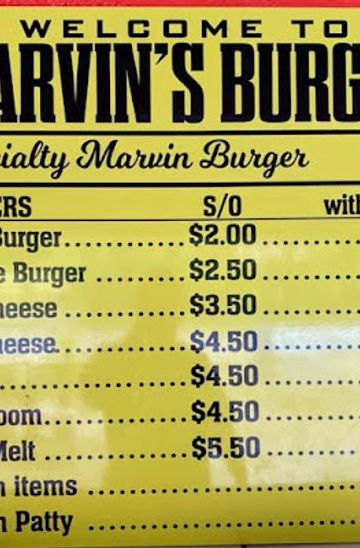 WELCOME TO
ARVIN'S BURG
cialty Marvin Burger
ERS S/O with
Burger.......... $2.00 ..........
e Burger .......... $2.50 ..........
heese .......... $3.50 ..........
heese.......... $4.50 ..........
.......... $4.50 ..........
oom.......... $4.50 ..........
Melt .......... $5.50 ..........
n items ..........
n Patty ..........